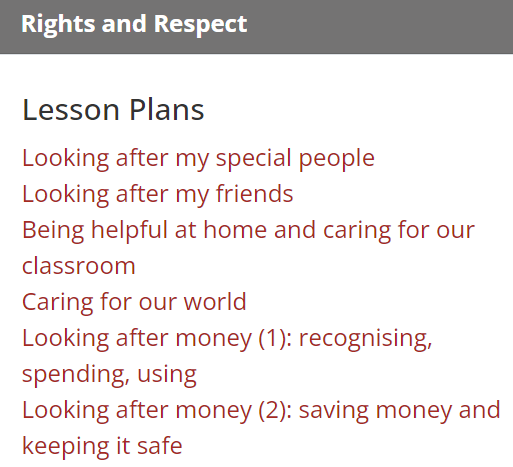 Rights and Respect
Lesson Plans
Looking after my special people
Looking after my friends
Being helpful at home and caring for our
classroom
Caring for our world
Looking after money (1): recognising,
spending, using
Looking after money (2): saving money and
keeping it safe